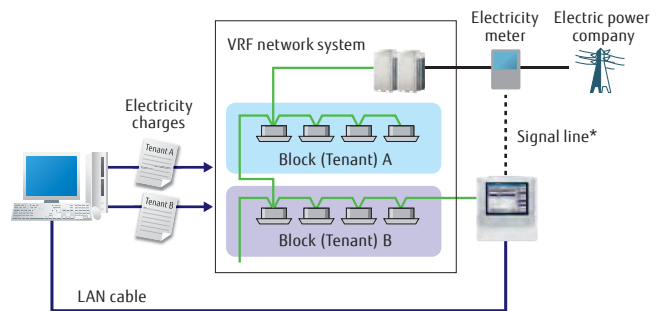 Electricity
meter
Electric power
company
VRF network system
Electricity
charges
Tenant A
Block (Tenant) A
Signal line*
Tenant B
Block (Tenant) B
LAN cable